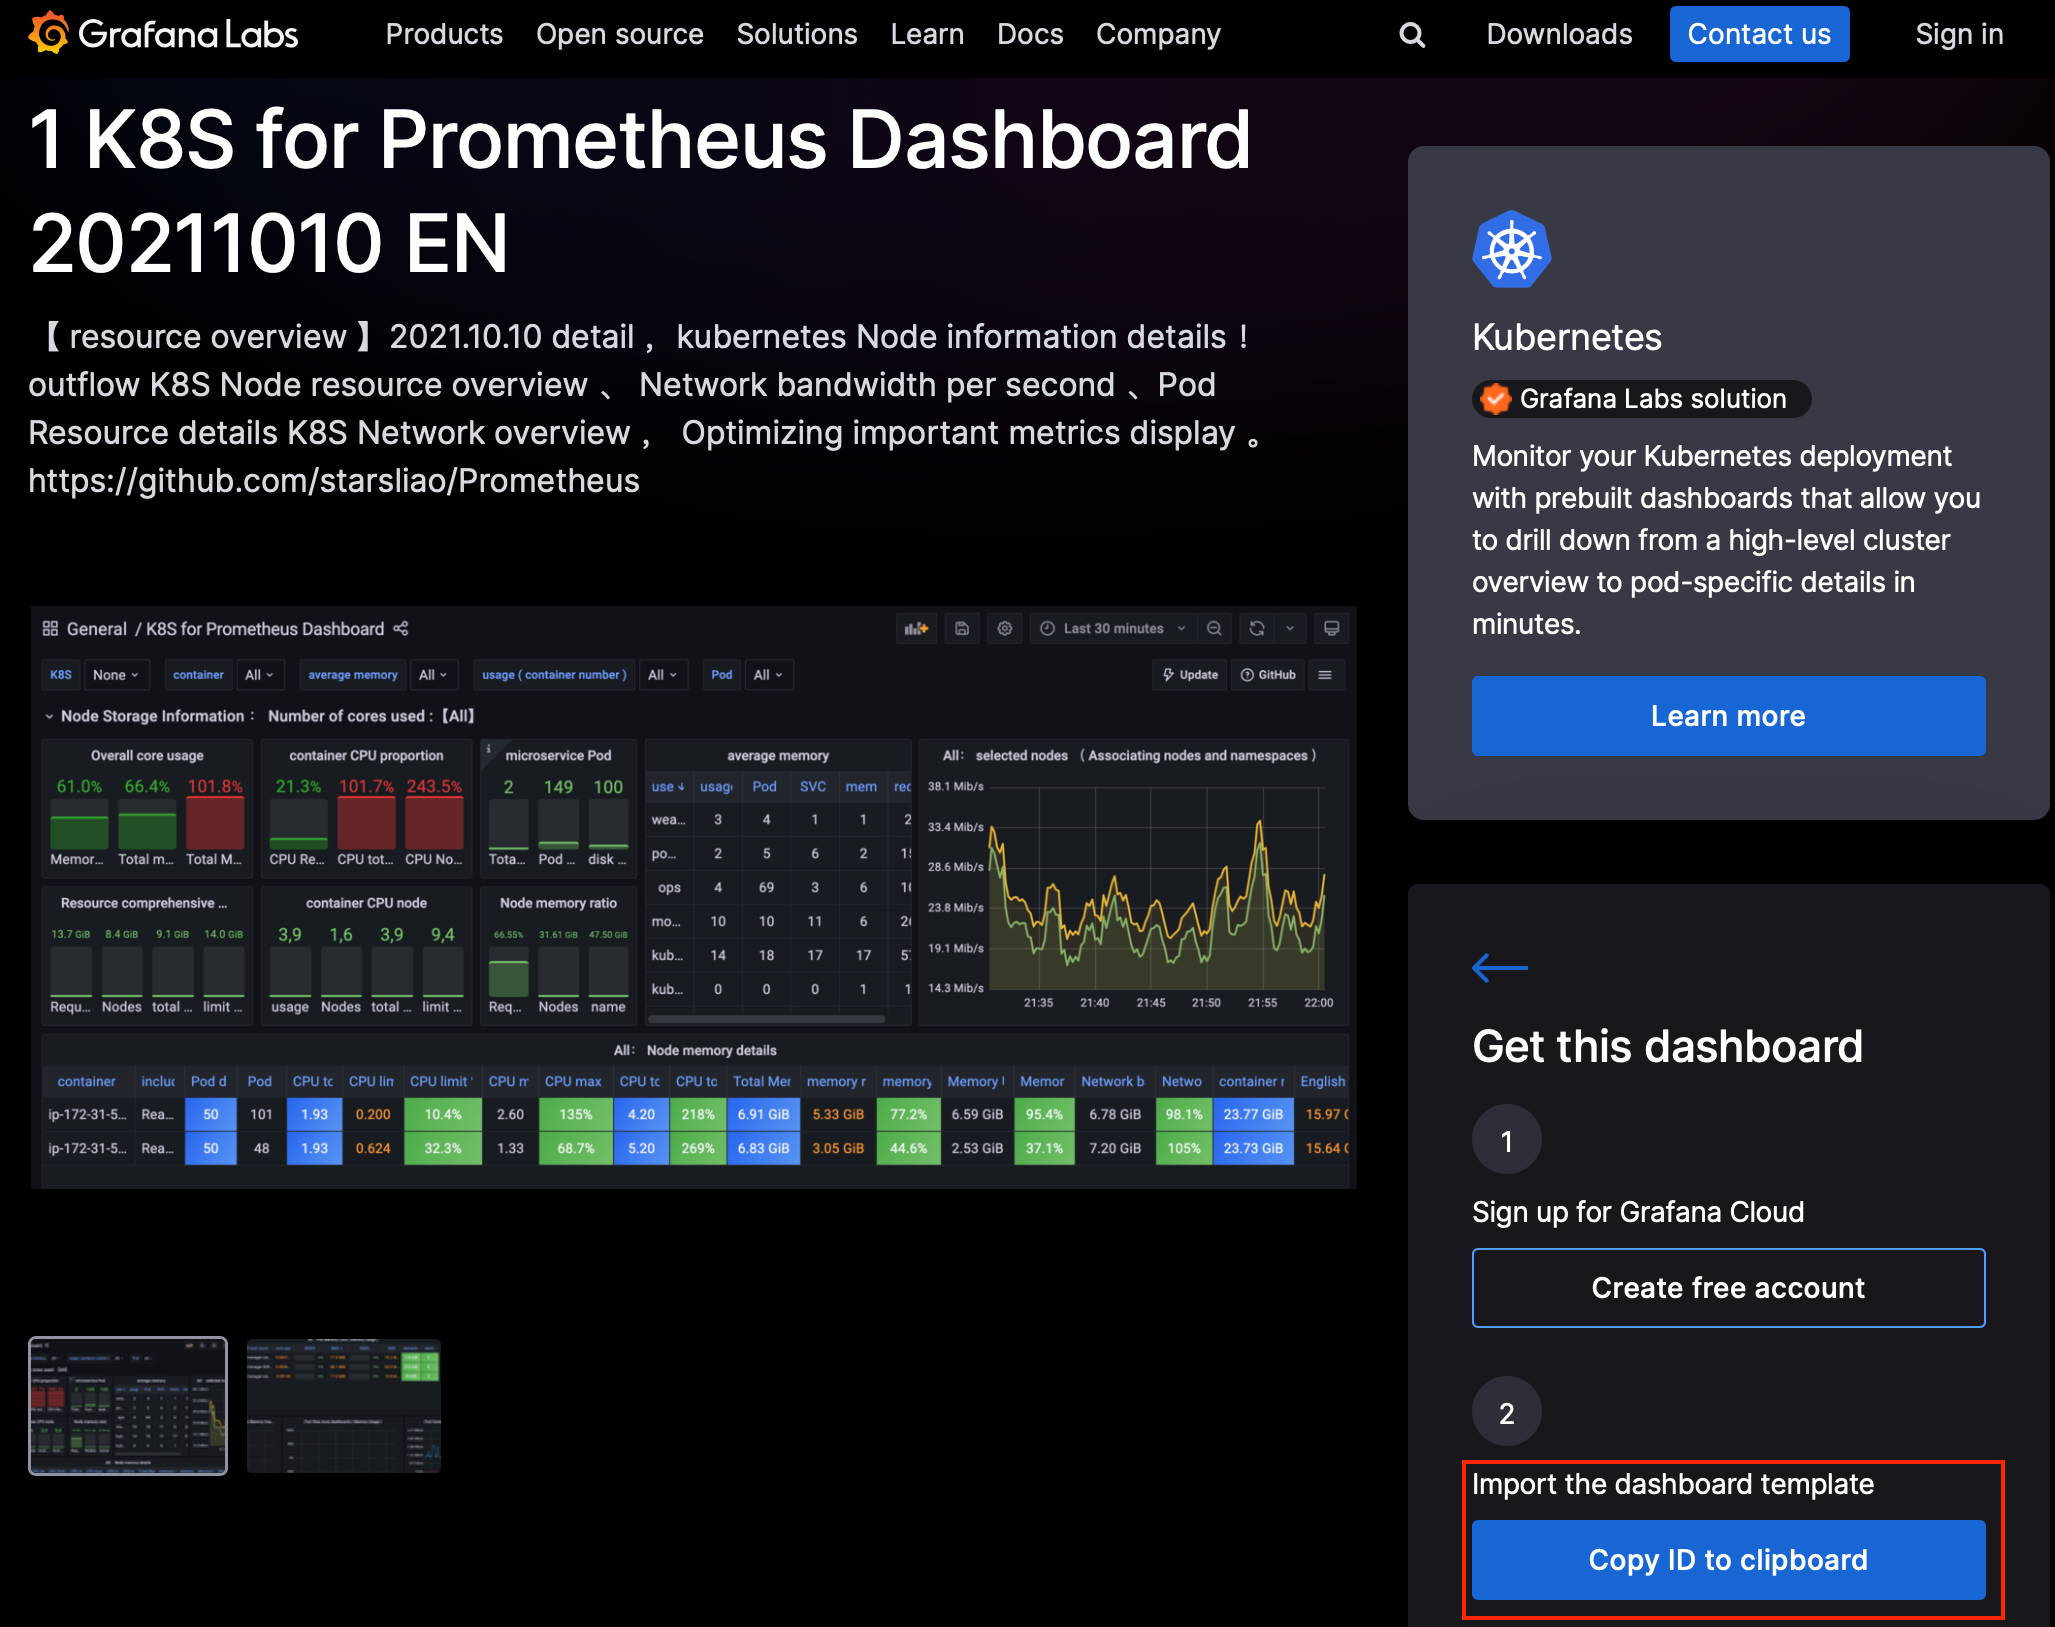 Grafana Labs
Products Open source Solutions Learn Docs Company Downloads Contact us Sign in
1 K8S for Prometheus Dashboard
20211010 EN
【 resource overview 】2021.10.10 detail ， kubernetes Node information details！
outflow K8S Node resource overview 、 Network bandwidth per second 、Pod
Resource details K8S Network overview ， Optimizing important metrics display 。
https://github.com/starsliao/Prometheus
General / K8S for Prometheus Dashboard
Last 30 minutes
K8S None container All average memory All usage ( container number ) All Pod All Update GitHub
Node Storage Information： Number of cores used :【All】
Overall core usage
61.0% 66.4% 101.8%
Memor... Total m... Total M...
container CPU proportion
21.3% 101.7% 243.5%
CPU Re... CPU tot... CPU No...
i microservice Pod
2 149 100
Tota... Pod ... disk ...
average memory
use usag Pod SVC mem rec
wea... 3 4 1 1 2
po... 2 5 6 2
ops 4 69 3 6
mo... 10 10 11 6
kub... 14 18 17 17
kub... 0 0 0 1
All: selected nodes （ Associating nodes and namespaces ）
38.1 Mib/s
33.4 Mib/s
28.6 Mib/s
23.8 Mib/s
19.1 Mib/s
14.3 Mib/s
21:35 21:40 21:45 21:50 21:55 22:00
Resource comprehensive ...
13.7 GiB 8.4 GiB 9.1 GiB 14.0 GiB
Requ... Nodes total ... limit ...
container CPU node
3,9 1,6 3,9 9,4
usage Nodes total ... limit ...
Node memory ratio
66.55% 31.61 GiB 47.50 GiB
Req... Nodes name
All: Node memory details
container incluc Pod d Pod CPU tc CPU lin CPU limit CPU m CPU max CPU tc CPU to Total Mer memory r memory Memory Memor Network b Netwo container r English
ip-172-31-5... Rea... 50 101 1.93 0.200 10.4% 2.60 135% 4.20 218% 6.91 GiB 5.33 GiB 77.2% 6.59 GiB 95.4% 6.78 GiB 98.1% 23.77 GiB 15.97
ip-172-31-5... Rea... 50 48 1.93 0.624 32.3% 1.33 68.7% 5.20 269% 6.83 GiB 3.05 GiB 44.6% 2.53 GiB 37.1% 7.20 GiB 105% 23.73 GiB 15.64
Kubernetes
Grafana Labs solution
Monitor your Kubernetes deployment
with prebuilt dashboards that allow you
to drill down from a high-level cluster
overview to pod-specific details in
minutes.
Learn more
Get this dashboard
1
Sign up for Grafana Cloud
Create free account
2
Import the dashboard template
Copy ID to clipboard